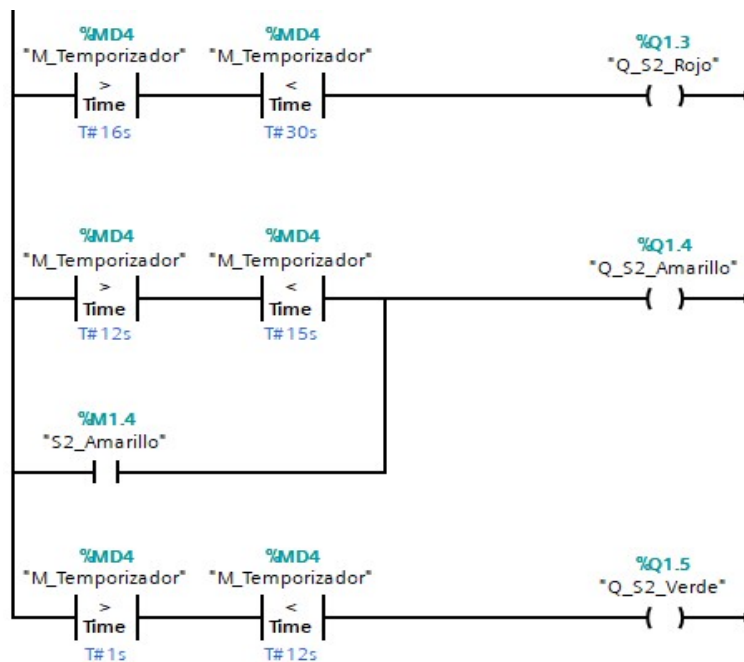 %MD4 %MD4 %Q1.3
"M_Temporizador" "M_Temporizador" "Q_S2_Rojo"
> <
Time Time
T#16s T#30s
%MD4 %MD4 %Q1.4
"M_Temporizador" "M_Temporizador" "Q_S2_Amarillo"
> <
Time Time
T#12s T#15s
%M1.4
"S2_Amarillo"
%MD4 %MD4 %Q1.5
"M_Temporizador" "M_Temporizador" "Q_S2_Verde"
> <
Time Time
T#1s T#12s